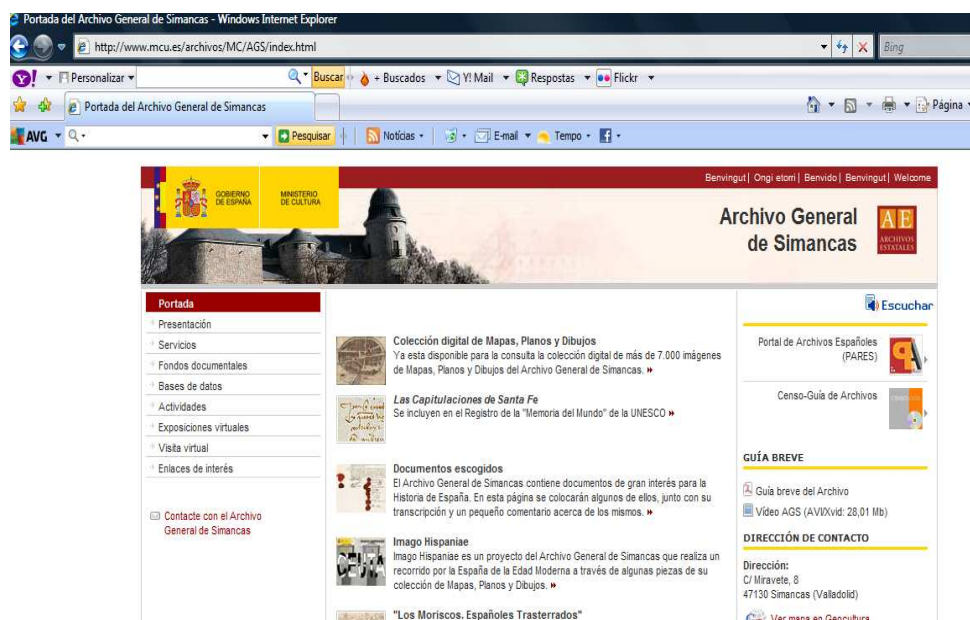 Portada del Archivo General de Simancas - Windows Internet Explorer
http://www.mcu.es/archivos/MC/AGS/index.html
Bing
Personalizar
Buscar
+ Buscados
Y! Mail
Respostas
Flickr
Portada del Archivo General de Simancas
Página
AVG
Pesquisar
Notícias
E-mail
Tempo
Benvingut| Ongi etorri| Benvido| Benvingut| Welcome
GOBIERNO
DE ESPAÑA
MINISTERIO
DE CULTURA
Archivo General
de Simancas
AE
ARCHIVOS
ESTATALES
Portada
Presentación
Servicios
Fondos documentales
Bases de datos
Actividades
Exposiciones virtuales
Visita virtual
Enlaces de interés
Contacte con el Archivo
General de Simancas
Colección digital de Mapas, Planos y Dibujos
Ya esta disponible para la consulta la colección digital de más de 7.000 imágenes
de Mapas, Planos y Dibujos del Archivo General de Simancas.
Las Capitulaciones de Santa Fe
Se incluyen en el Registro de la "Memoria del Mundo" de la UNESCO
Documentos escogidos
El Archivo General de Simancas contiene documentos de gran interés para la
Historia de España. En esta página se colocarán algunos de ellos, junto con su
transcripción y un pequeño comentario acerca de los mismos.
CEUTA
Imago Hispaniae
Imago Hispaniae es un proyecto del Archivo General de Simancas que realiza un
recorrido por la España de la Edad Moderna a través de algunas piezas de su
colección de Mapas, Planos y Dibujos.
"Los Moriscos. Españoles Trasterrados"
Escuchar
Portal de Archivos Españoles
(PARES)
Censo-Guía de Archivos
GUÍA BREVE
Guía breve del Archivo
Vídeo AGS (AVI/Xvid: 28,01 Mb)
DIRECCIÓN DE CONTACTO
Dirección:
C/ Miravete, 8
47130 Simancas (Valladolid)
Ver mapa en Geocultura